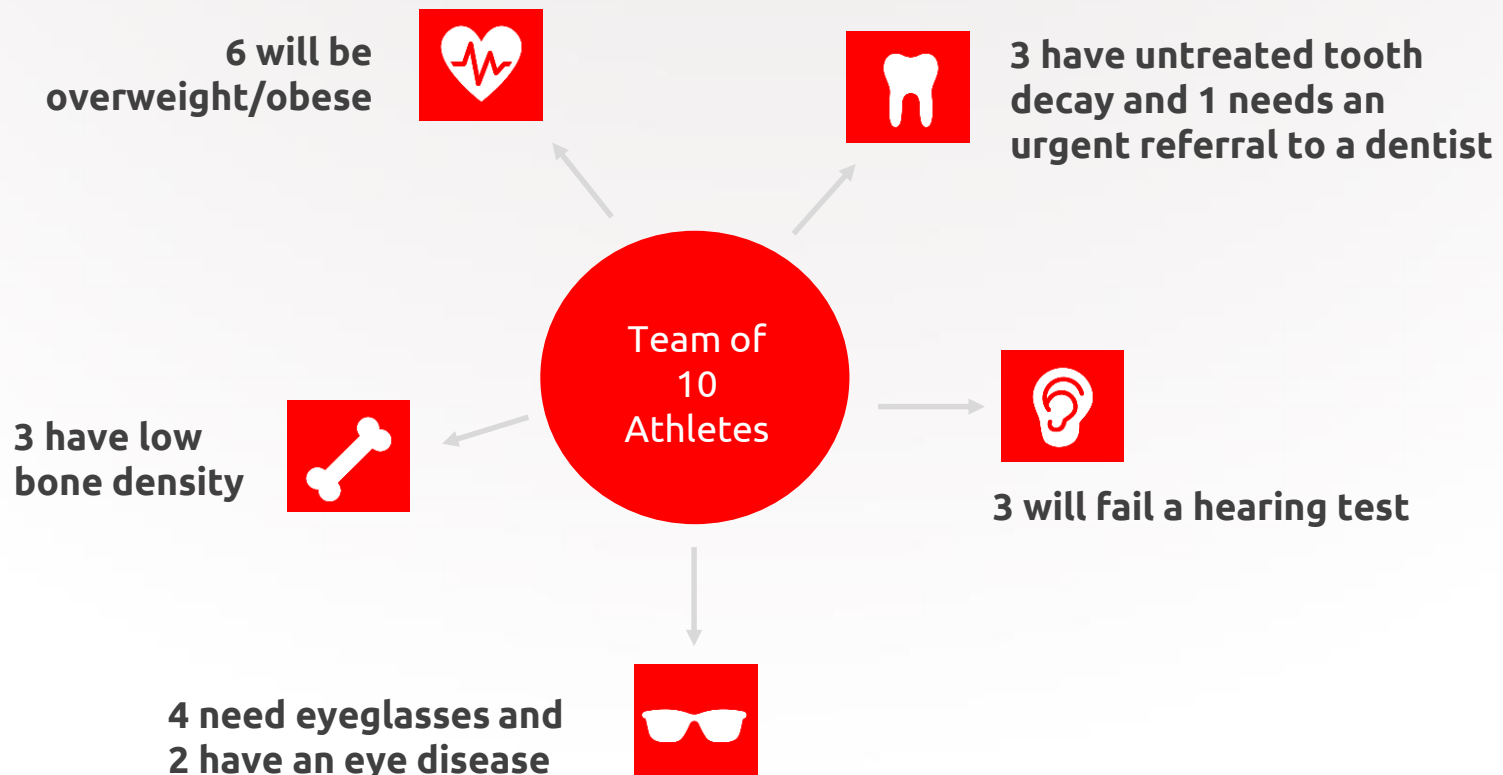 6 will be
overweight/obese
3 have untreated tooth
decay and 1 needs an
urgent referral to a dentist
Team of
10
Athletes
3 have low
bone density
3 will fail a hearing test
4 need eyeglasses and
2 have an eye disease